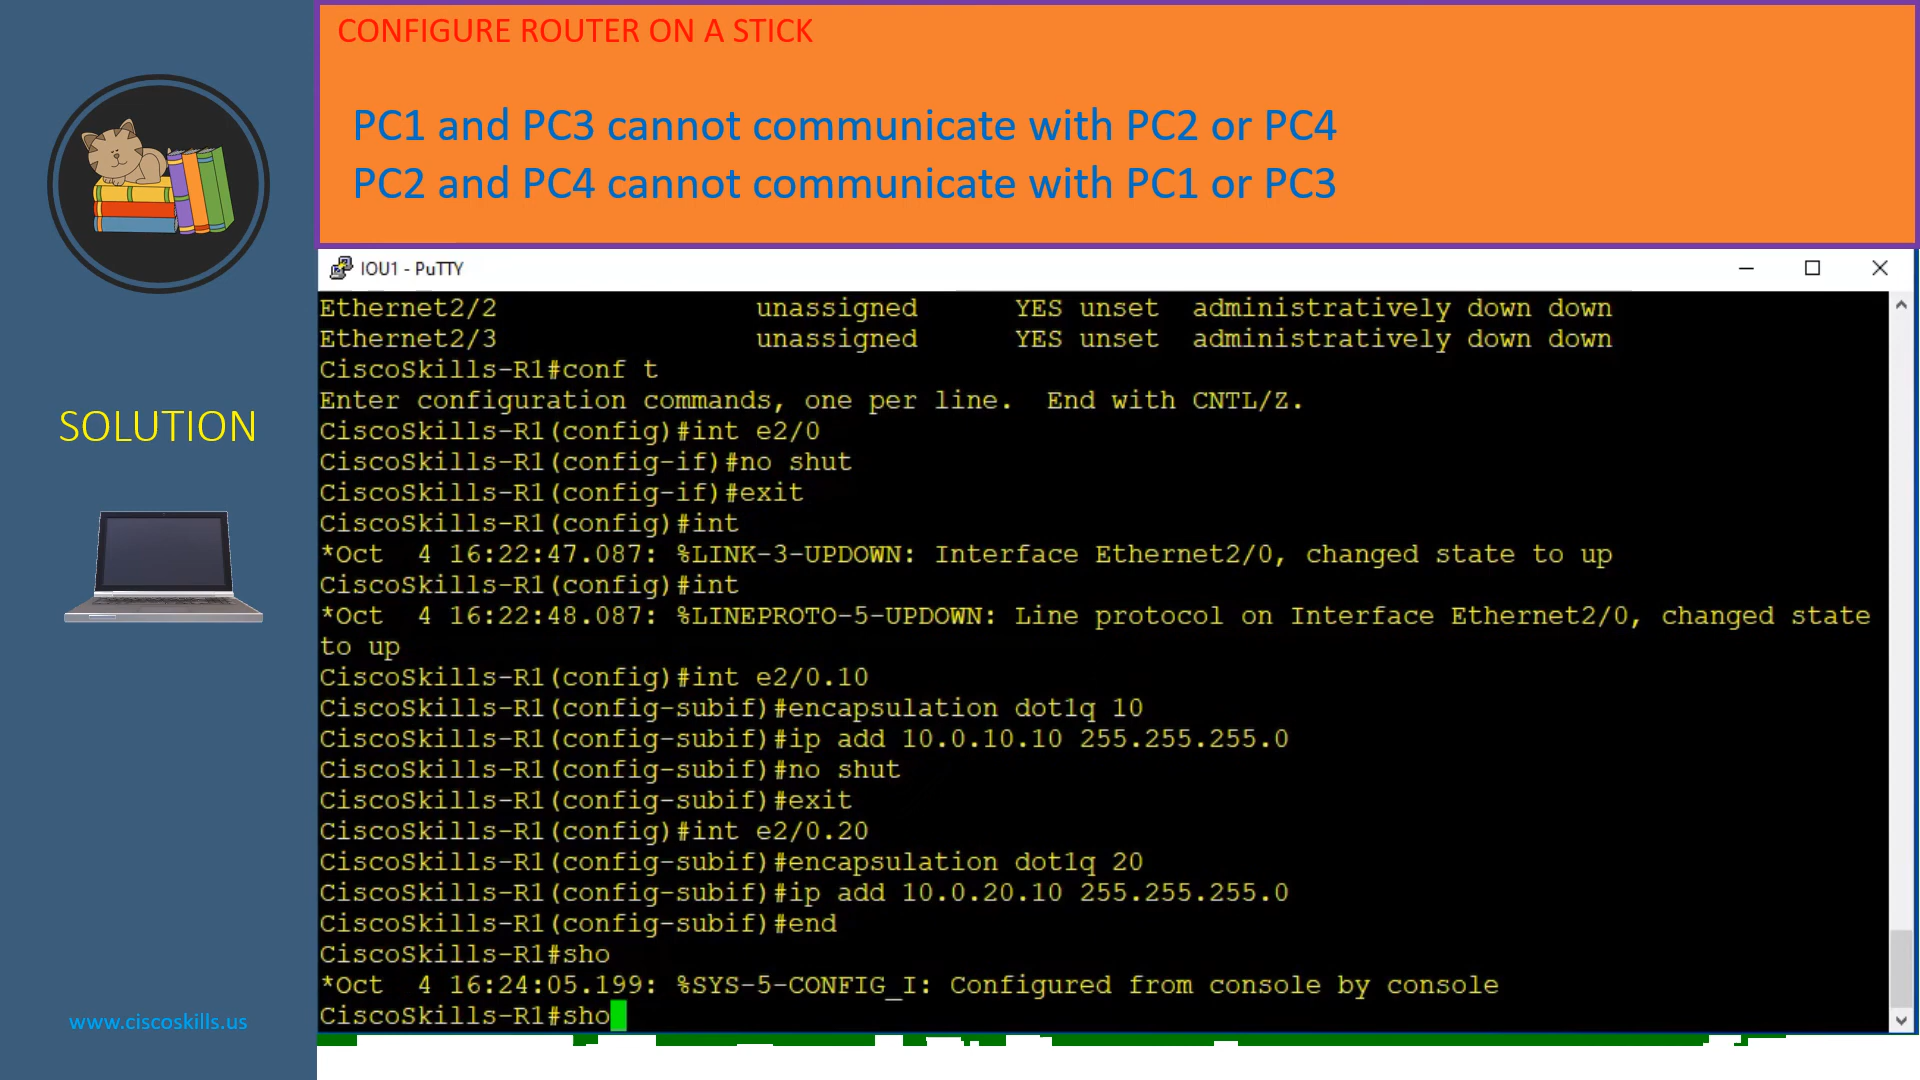 CONFIGURE ROUTER ON A STICK
PC1 and PC3 cannot communicate with PC2 or PC4
PC2 and PC4 cannot communicate with PC1 or PC3
SOLUTION
www.ciscoskills.us
IOU1 - PuTTY
Ethernet2/2 unassigned YES unset administratively down down
Ethernet2/3 unassigned YES unset administratively down down
CiscoSkills-R1#conf t
Enter configuration commands, one per line. End with CNTL/Z.
CiscoSkills-R1(config)#int e2/0
CiscoSkills-R1(config-if)#no shut
CiscoSkills-R1(config-if)#exit
CiscoSkills-R1(config)#int
*Oct 4 16:22:47.087: %LINK-3-UPDOWN: Interface Ethernet2/0, changed state to up
CiscoSkills-R1(config)#int
*Oct 4 16:22:48.087: %LINEPROTO-5-UPDOWN: Line protocol on Interface Ethernet2/0, changed state
to up
CiscoSkills-R1(config)#int e2/0.10
CiscoSkills-R1(config-subif)#encapsulation dot1q 10
CiscoSkills-R1(config-subif)#ip add 10.0.10.10 255.255.255.0
CiscoSkills-R1(config-subif)#no shut
CiscoSkills-R1(config-subif)#exit
CiscoSkills-R1(config)#int e2/0.20
CiscoSkills-R1(config-subif)#encapsulation dot1q 20
CiscoSkills-R1(config-subif)#ip add 10.0.20.10 255.255.255.0
CiscoSkills-R1(config-subif)#end
CiscoSkills-R1#sho
*Oct 4 16:24:05.199: %SYS-5-CONFIG_I: Configured from console by console
CiscoSkills-R1#sho